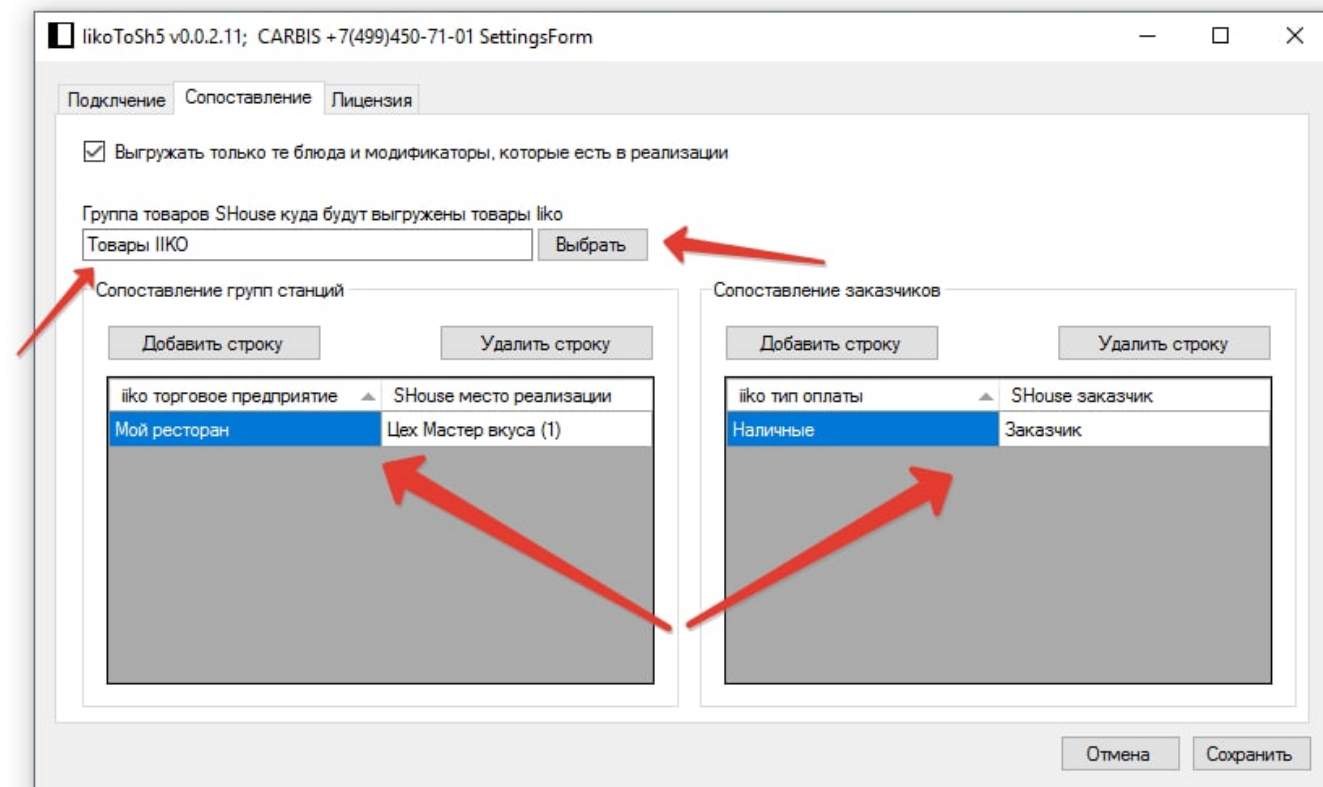 IikoToSh5 v0.0.2.11; CARBIS +7(499)450-71-01 SettingsForm
Подклчение Сопоставление Лицензия
Выгружать только те блюда и модификаторы, которые есть в реализации
Группа товаров SHouse куда будут выгружены товары Iiko
Товары IIKO Выбрать
Сопоставление групп станций
Добавить строку Удалить строку
iiko торговое предприятие SHouse место реализации
Мой ресторан Цех Мастер вкуса (1)
Сопоставление заказчиков
Добавить строку Удалить строку
iiko тип оплаты SHouse заказчик
Наличные Заказчик
Отмена Сохранить